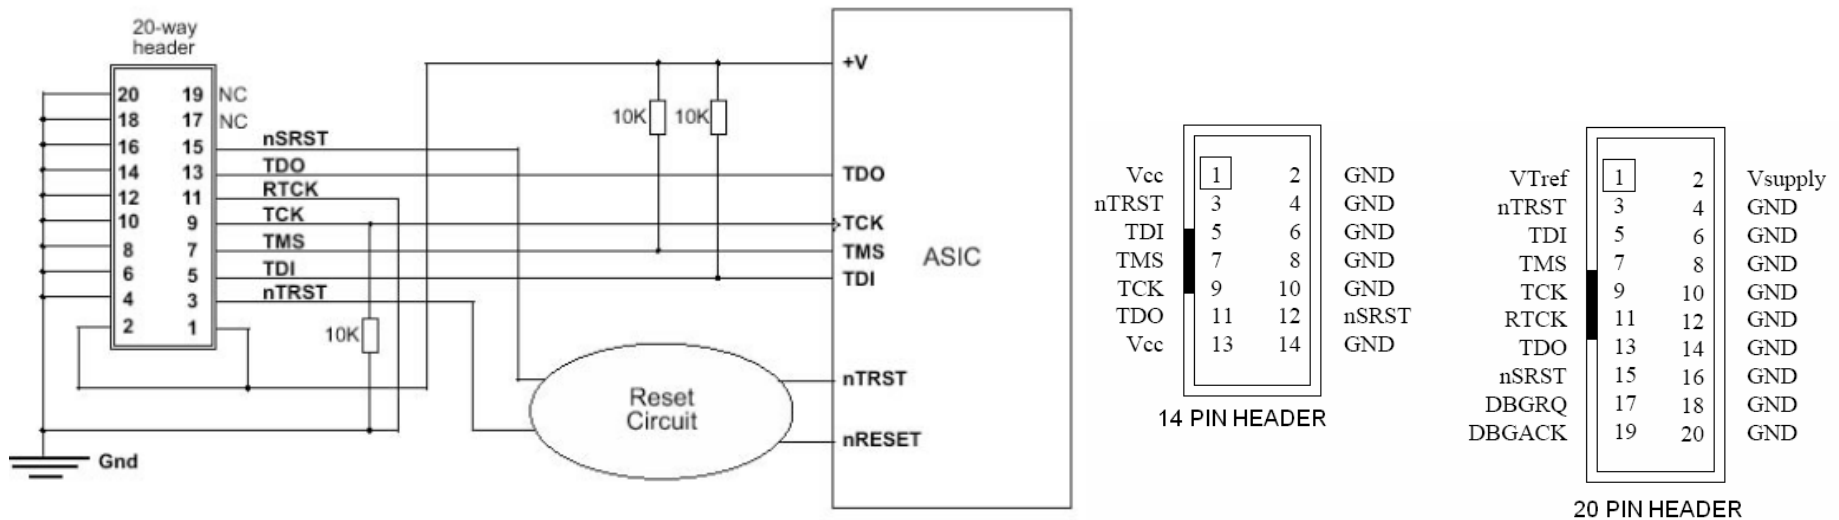 20-way
header
20 19 NC
18 17 NC
16 15 nSRST
14 13 TDO
12 11 RTCK
10 9 TCK
8 7 TMS
6 5 TDI
4 3 nTRST
2 1
10K
10K 10K
Gnd
Reset
Circuit
+V
TDO
TCK
TMS
TDI
nTRST
nRESET
ASIC
Vcc 1 2 GND
nTRST 3 4 GND
TDI 5 6 GND
TMS 7 8 GND
TCK 9 10 GND
TDO 11 12 nSRST
Vcc 13 14 GND
14 PIN HEADER
VTref 1 2 Vsupply
nTRST 3 4 GND
TDI 5 6 GND
TMS 7 8 GND
TCK 9 10 GND
RTCK 11 12 GND
TDO 13 14 GND
nSRST 15 16 GND
DBGRQ 17 18 GND
DBGACK 19 20 GND
20 PIN HEADER